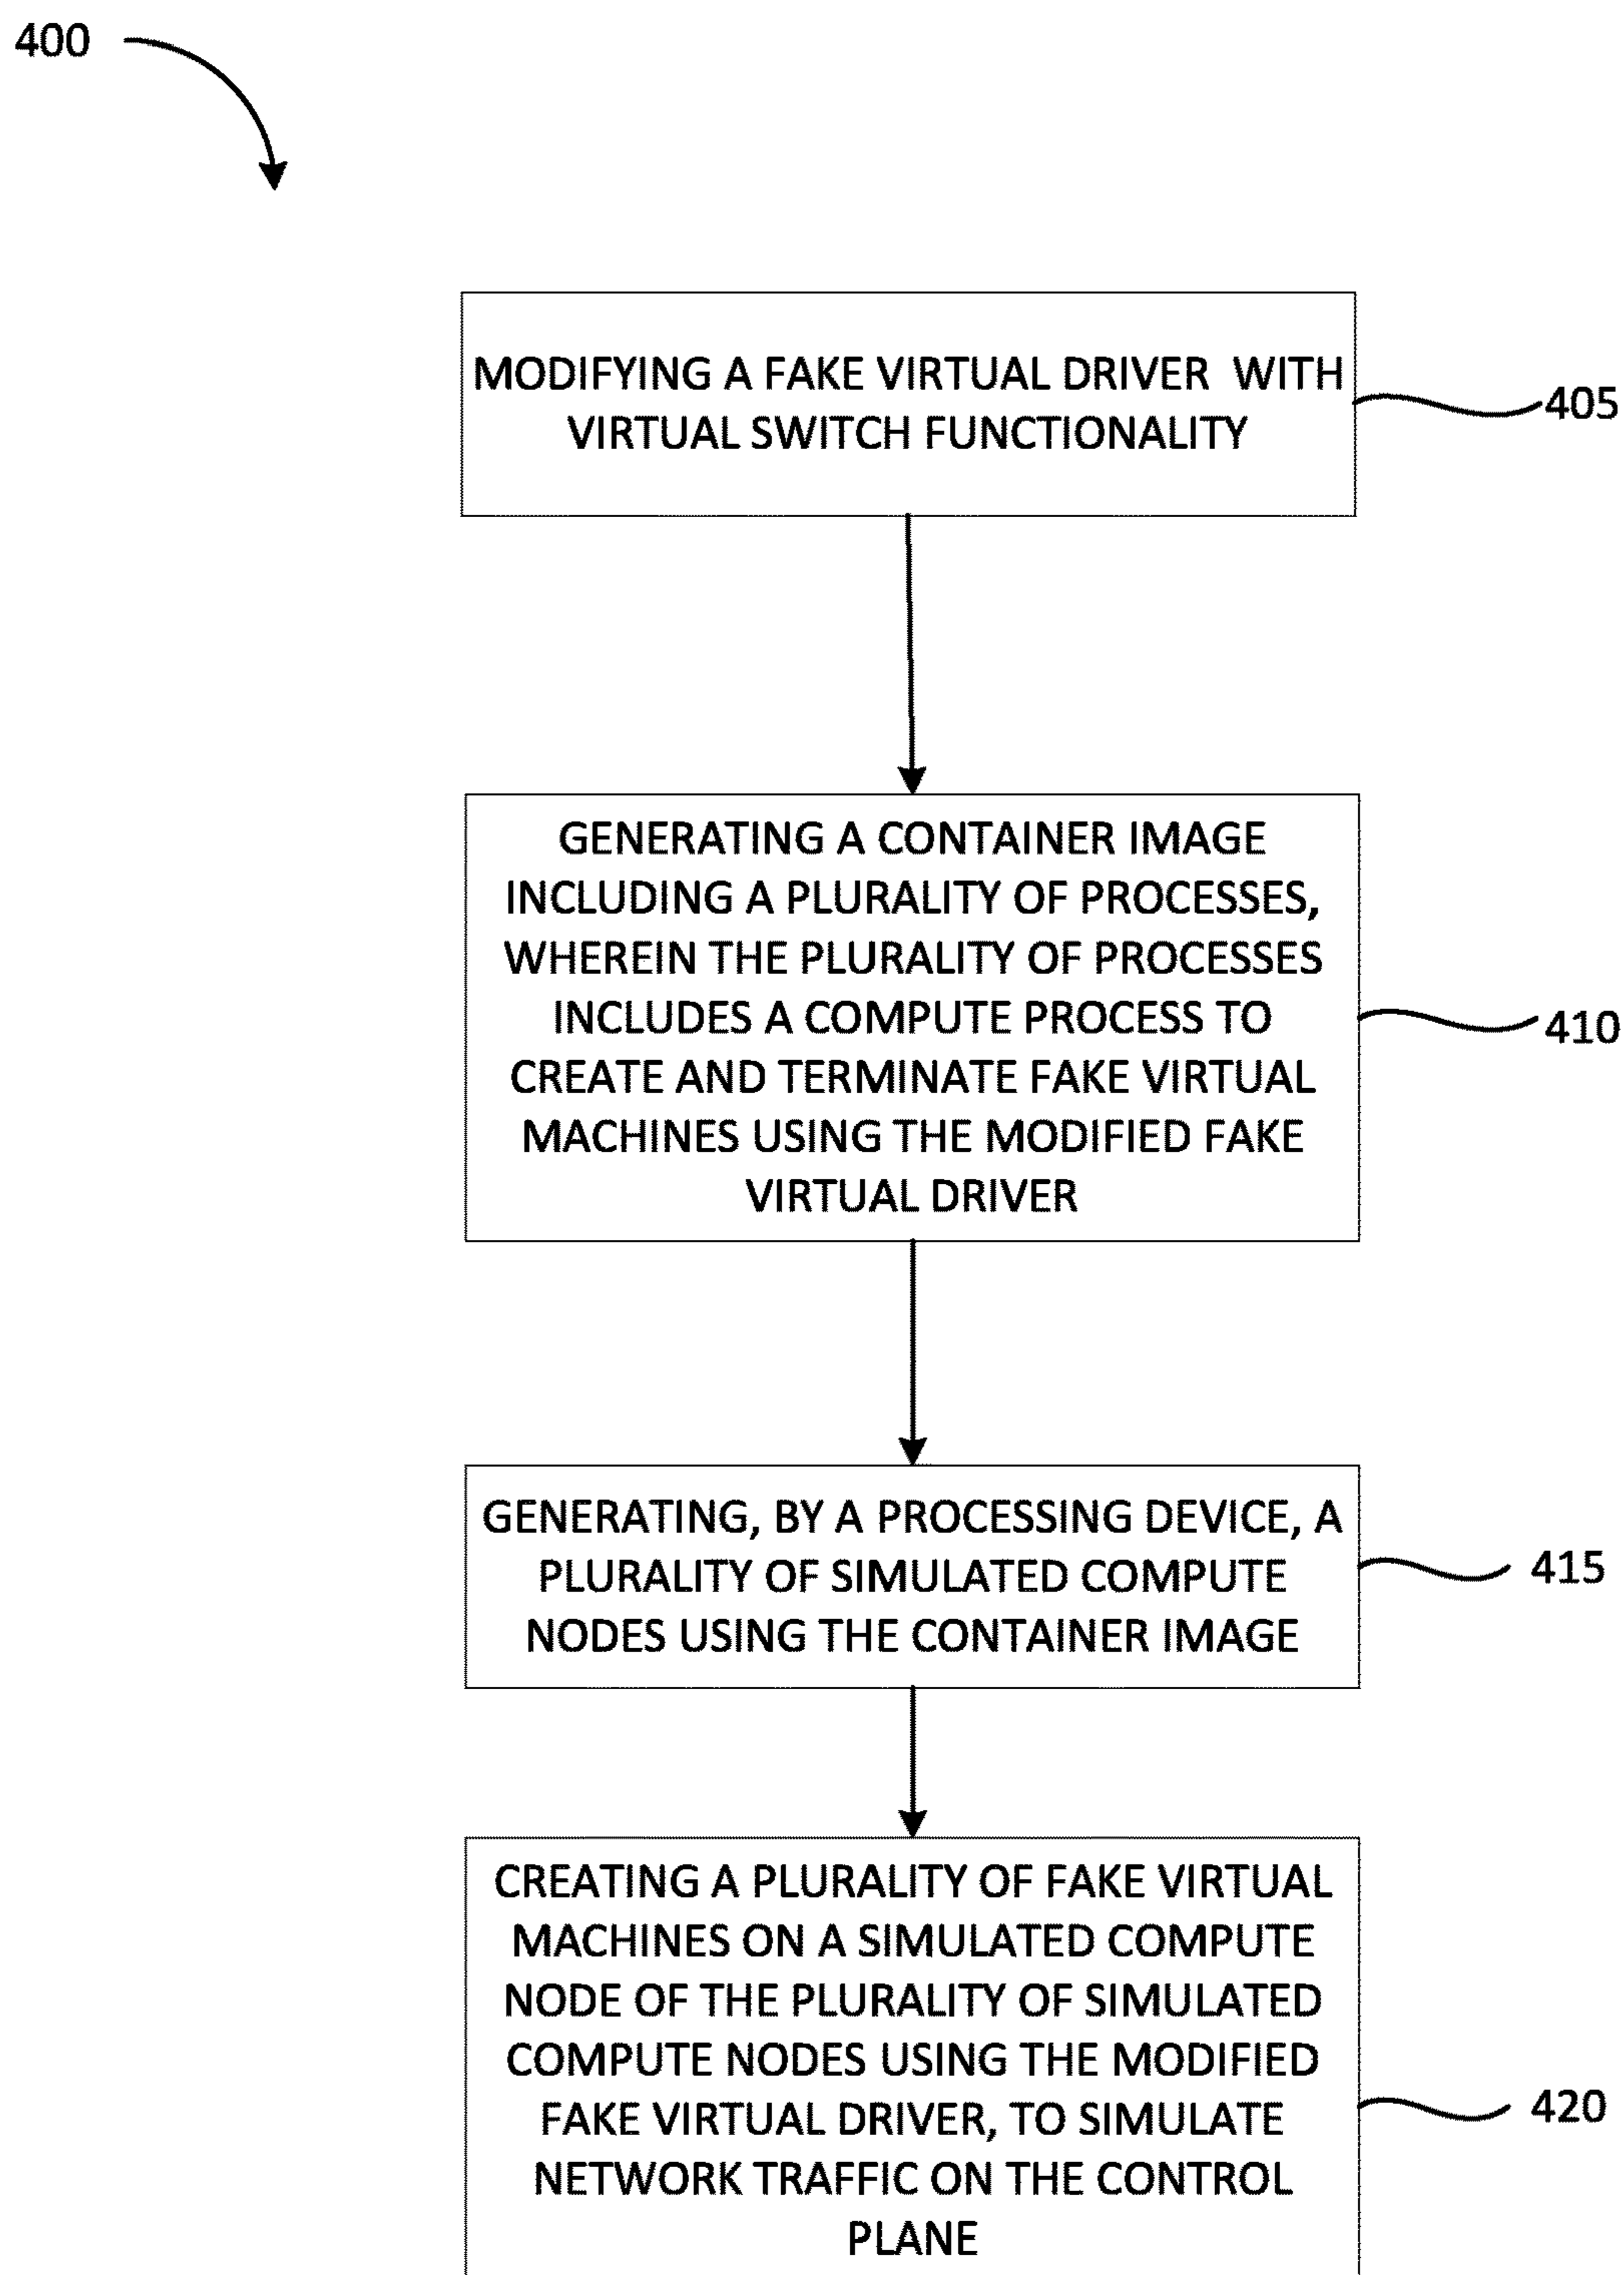 400
MODIFYING A FAKE VIRTUAL DRIVER WITH
VIRTUAL SWITCH FUNCTIONALITY
405
GENERATING A CONTAINER IMAGE
INCLUDING A PLURALITY OF PROCESSES,
WHEREIN THE PLURALITY OF PROCESSES
INCLUDES A COMPUTE PROCESS TO
CREATE AND TERMINATE FAKE VIRTUAL
MACHINES USING THE MODIFIED FAKE
VIRTUAL DRIVER
410
GENERATING, BY A PROCESSING DEVICE, A
PLURALITY OF SIMULATED COMPUTE
NODES USING THE CONTAINER IMAGE
415
CREATING A PLURALITY OF FAKE VIRTUAL
MACHINES ON A SIMULATED COMPUTE
NODE OF THE PLURALITY OF SIMULATED
COMPUTE NODES USING THE MODIFIED
FAKE VIRTUAL DRIVER, TO SIMULATE
NETWORK TRAFFIC ON THE CONTROL
PLANE
420